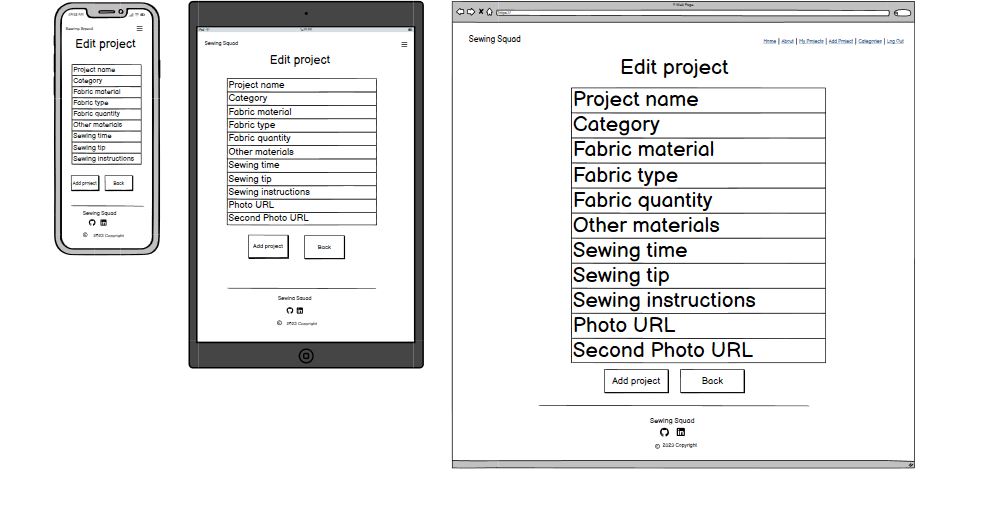 Sewing Squad
Edit project
Project name
Category
Fabric material
Fabric type
Fabric quantity
Other materials
Sewing time
Sewing tip
Sewing instructions
Add project
Back
Sewing Squad
© 2023 Copyright
Sewing Squad
Edit project
Project name
Category
Fabric material
Fabric type
Fabric quantity
Other materials
Sewing time
Sewing tip
Sewing instructions
Photo URL
Second Photo URL
Add project
Back
Sewing Squad
© 2023 Copyright
A Web Page
https://
Sewing Squad
Home | About | My Projects | Add Project | Categories | Log Out
Edit project
Project name
Category
Fabric material
Fabric type
Fabric quantity
Other materials
Sewing time
Sewing tip
Sewing instructions
Photo URL
Second Photo URL
Add project
Back
Sewing Squad
© 2023 Copyright